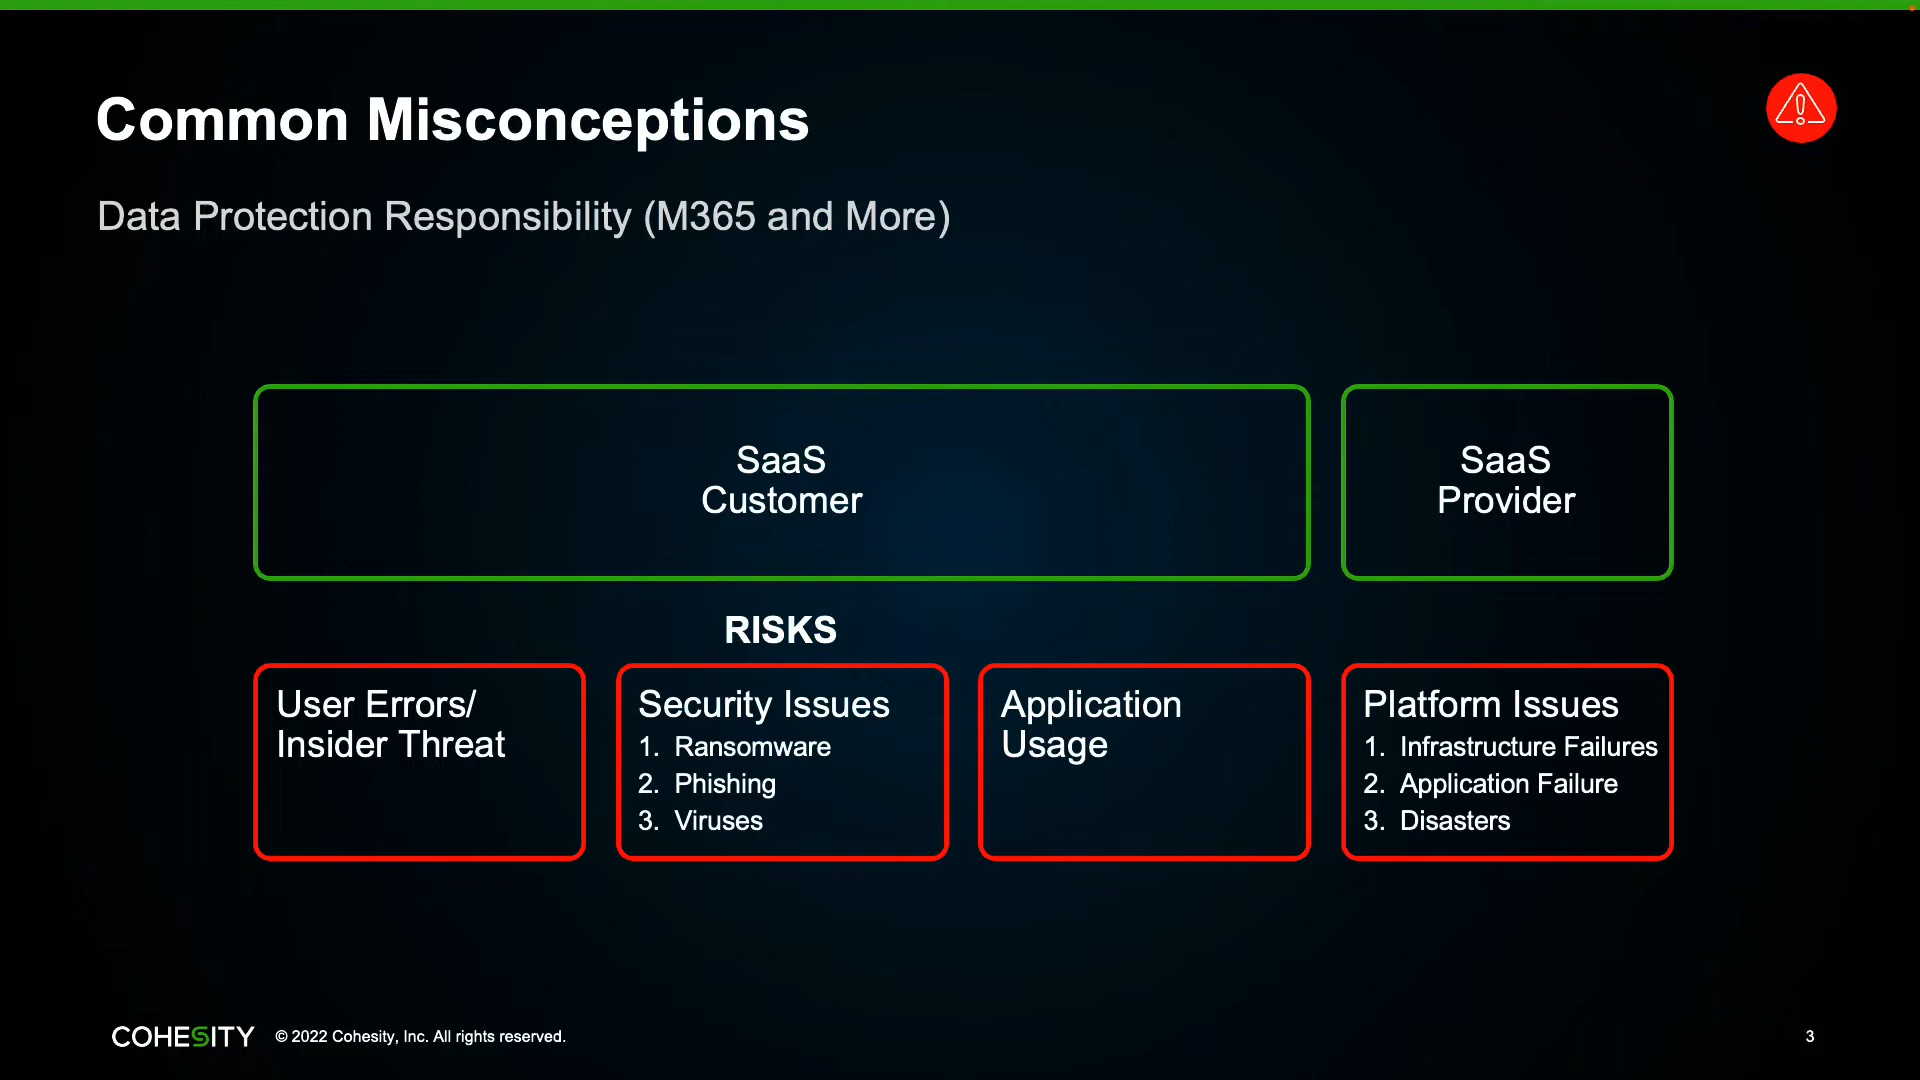 Common Misconceptions
Data Protection Responsibility (M365 and More)
SaaS
Customer
SaaS
Provider
RISKS
User Errors/
Insider Threat
Security Issues
1. Ransomware
2. Phishing
3. Viruses
Application
Usage
Platform Issues
1. Infrastructure Failures
2. Application Failure
3. Disasters
COHESITY © 2022 Cohesity, Inc. All rights reserved. 3